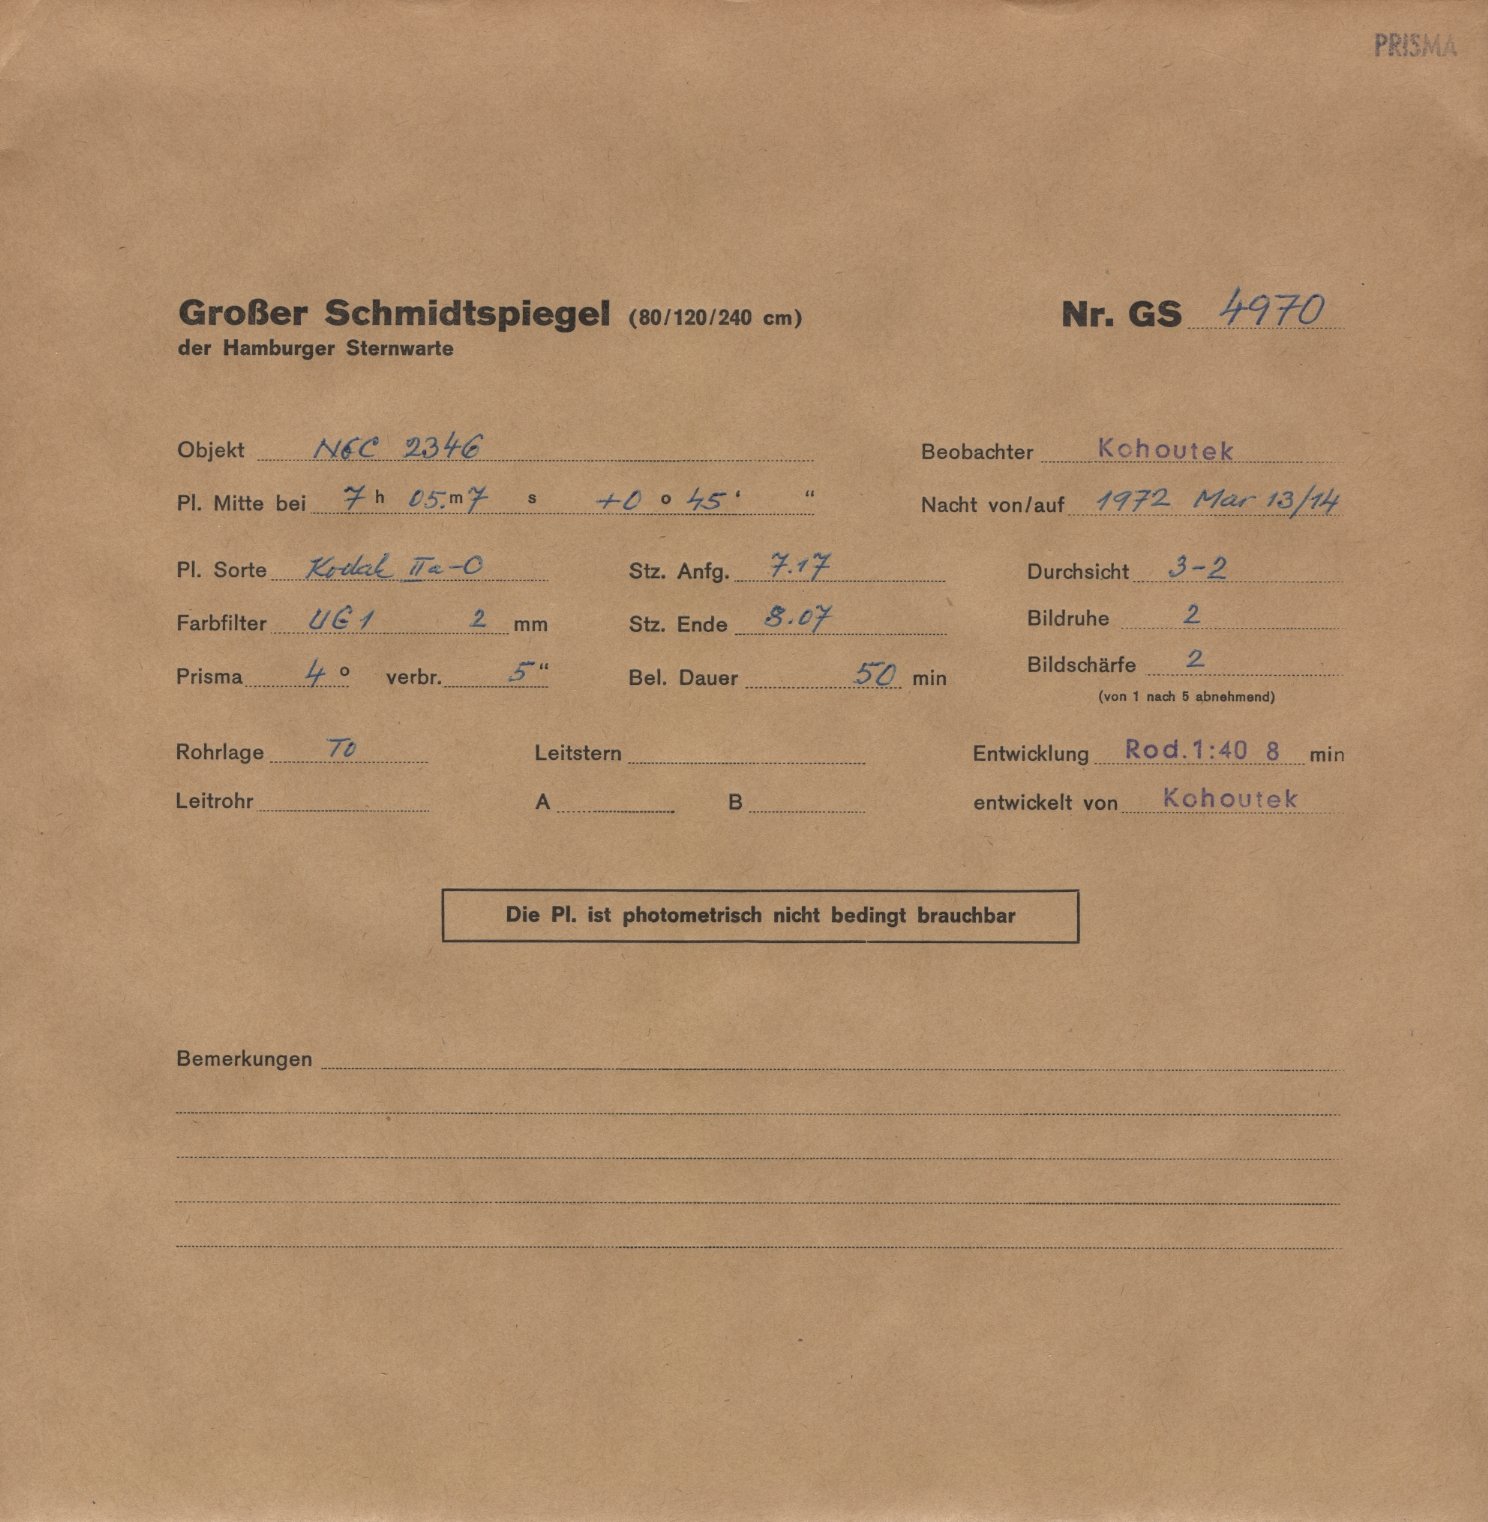 PRISMA
Großer Schmidtspiegel (80/120/240 cm) Nr. GS 4970
der Hamburger Sternwarte
Objekt NGC 2346 Beobachter Kohoutek
Pl. Mitte bei 7 h 05.m7 s +0 o 45 ' “ Nacht von/auf 1972 Mar 13/14
Pl. Sorte Kodak IIa-O Stz. Anfg. 7.17 Durchsicht 3-2
Farbfilter UG1 2 mm Stz. Ende 8.07 Bildruhe 2
Prisma 4 o verbr. 5 “ Bel. Dauer 50 min Bildschärfe 2
(von 1 nach 5 abnehmend)
Rohrlage TO Leitstern Entwicklung Rod.1:40 8 min
Leitrohr A B entwickelt von Kohoutek
Die Pl. ist photometrisch nicht bedingt brauchbar
Bemerkungen